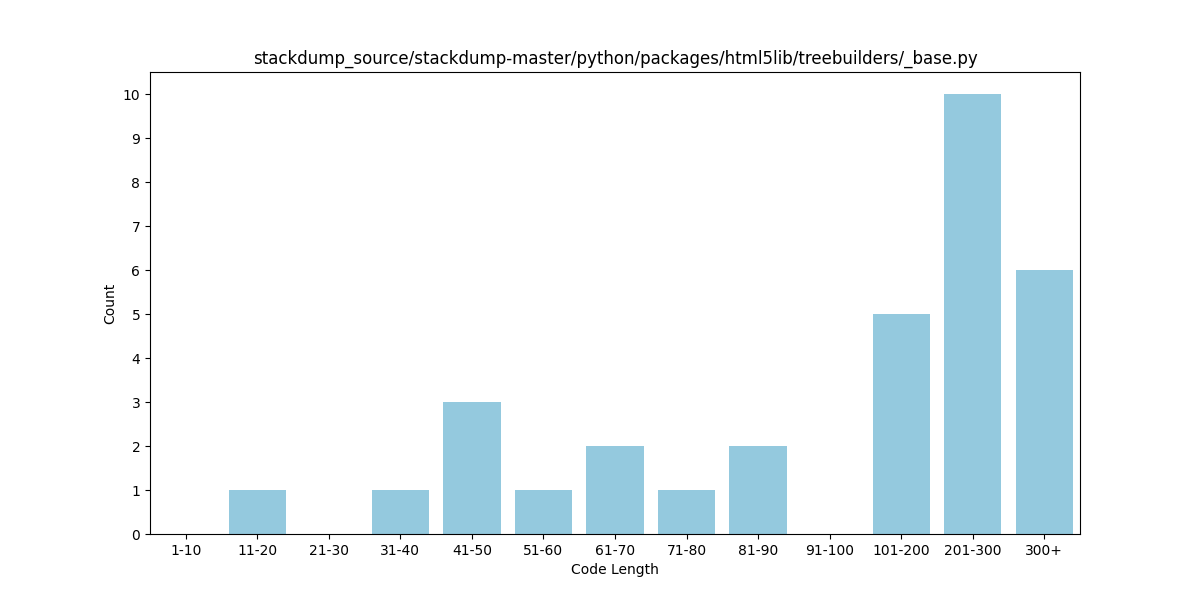 stackdump_source/stackdump-master/python/packages/html5lib/treebuilders/_base.py
10
9
8
7
6
5
4
3
2
1
0
Count
1-10 11-20 21-30 31-40 41-50 51-60 61-70 71-80 81-90 91-100 101-200 201-300 300+
Code Length